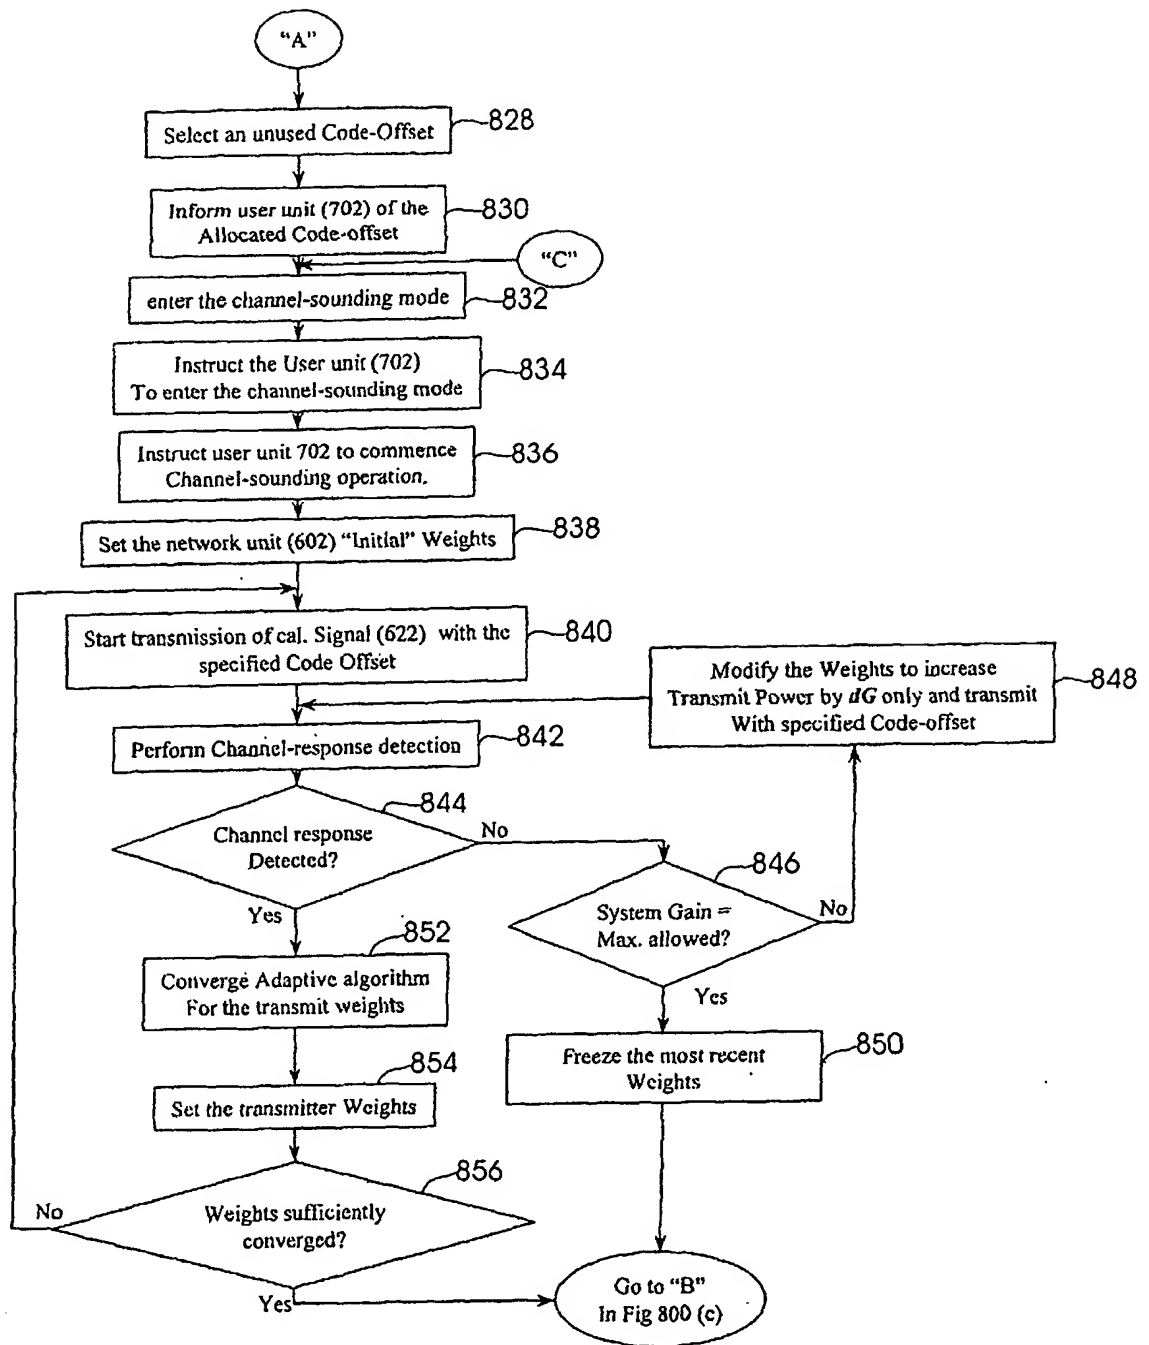 “A”
Select an unused Code-Offset
828
Inform user unit (702) of the
Allocated Code-offset
830
“C”
enter the channel-sounding mode
832
Instruct the User unit (702)
To enter the channel-sounding mode
834
Instruct user unit 702 to commence
Channel-sounding operation.
836
Set the network unit (602) “Initial” Weights
838
Start transmission of cal. Signal (622) with the
specified Code Offset
840
Modify the Weights to increase
Transmit Power by dG only and transmit
With specified Code-offset
848
Perform Channel-response detection
842
Channel response
Detected?
844
No
Yes
System Gain =
Max. allowed?
846
No
Yes
Converge Adaptive algorithm
For the transmit weights
852
Freeze the most recent
Weights
850
Set the transmitter Weights
854
Weights sufficiently
converged?
856
No
Yes
Go to “B”
In Fig 800 (c)